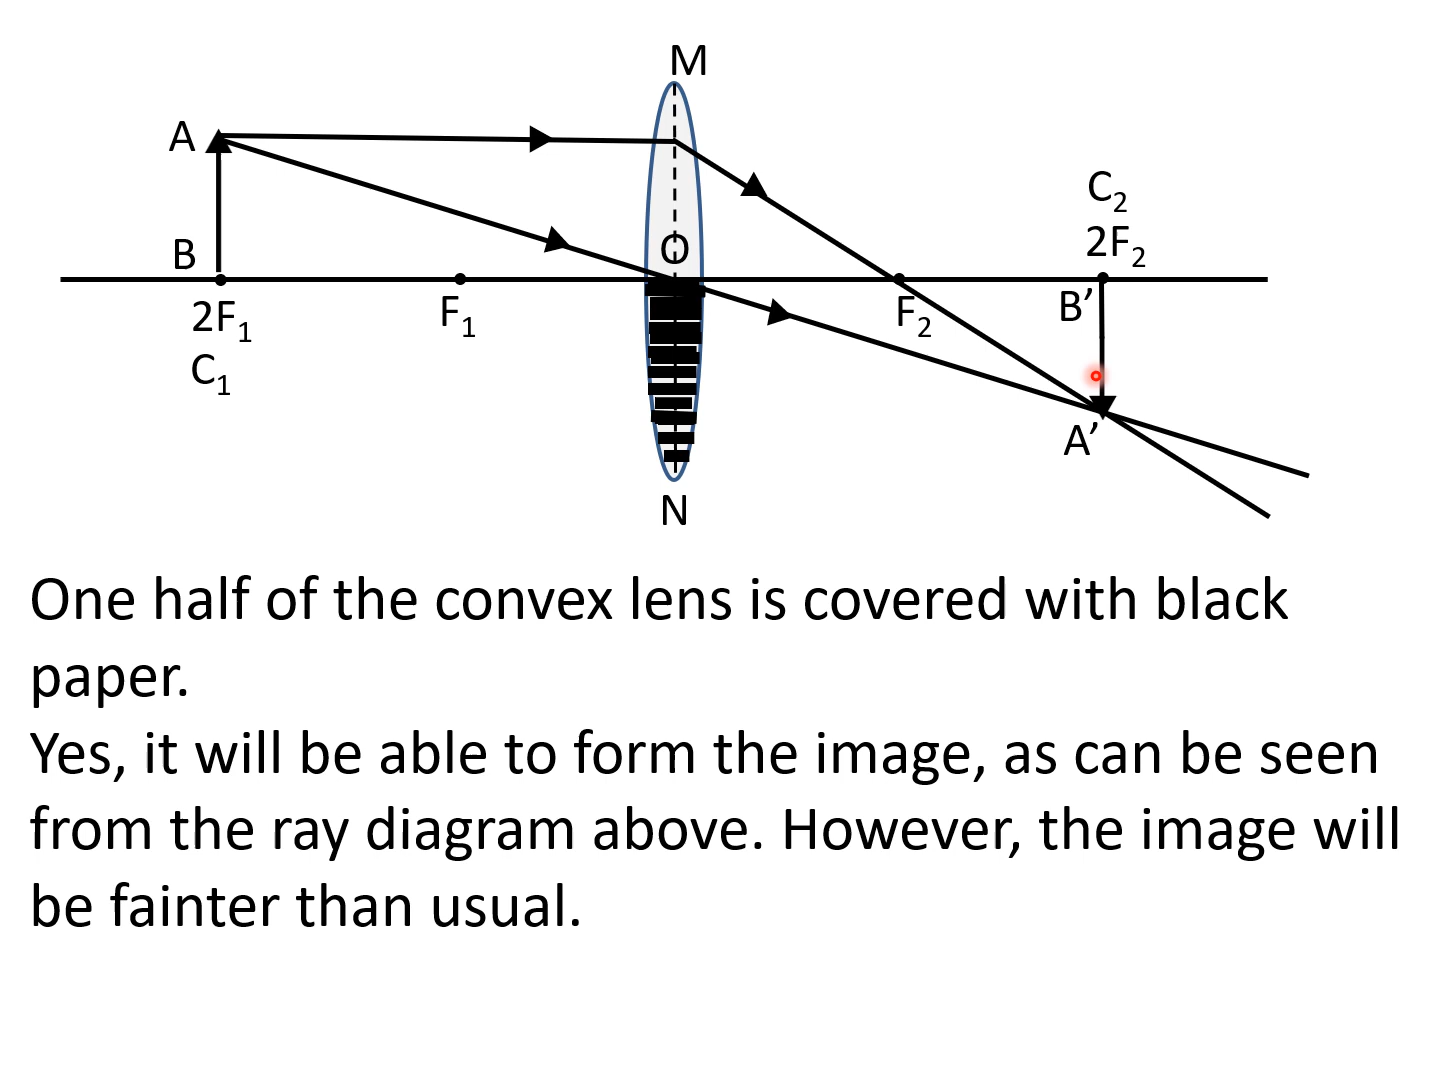 M
A
C₂
O
2F₂
B
B’
2F₁
F₁
F₂
C₁
A’
N
One half of the convex lens is covered with black
paper.
Yes, it will be able to form the image, as can be seen
from the ray diagram above. However, the image will
be fainter than usual.